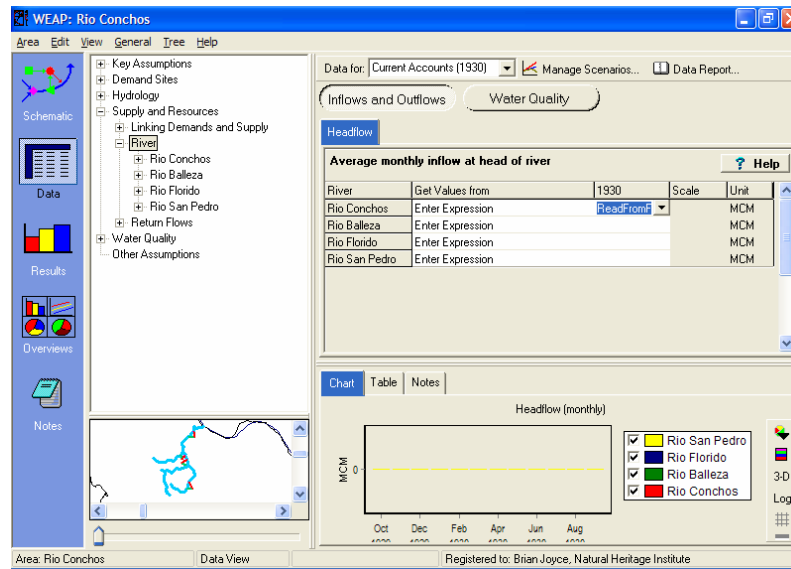 WEAP: Rio Conchos
Area Edit View General Tree Help
Schematic
Data
Results
Overviews
Notes
Key Assumptions
Demand Sites
Hydrology
Supply and Resources
Linking Demands and Supply
River
Rio Conchos
Rio Balleza
Rio Florido
Rio San Pedro
Return Flows
Water Quality
Other Assumptions
Data for: Current Accounts (1930) Manage Scenarios... Data Report...
Inflows and Outflows Water Quality
Headflow
Average monthly inflow at head of river ? Help
River Get Values from 1930 Scale Unit
Rio Conchos Enter Expression ReadFromF MCM
Rio Balleza Enter Expression MCM
Rio Florido Enter Expression MCM
Rio San Pedro Enter Expression MCM
Chart Table Notes
Headflow (monthly)
MCM
0
Oct Dec Feb Apr Jun Aug
Rio San Pedro
Rio Florido
Rio Balleza
Rio Conchos
3-D
Log
Area: Rio Conchos Data View Registered to: Brian Joyce, Natural Heritage Institute